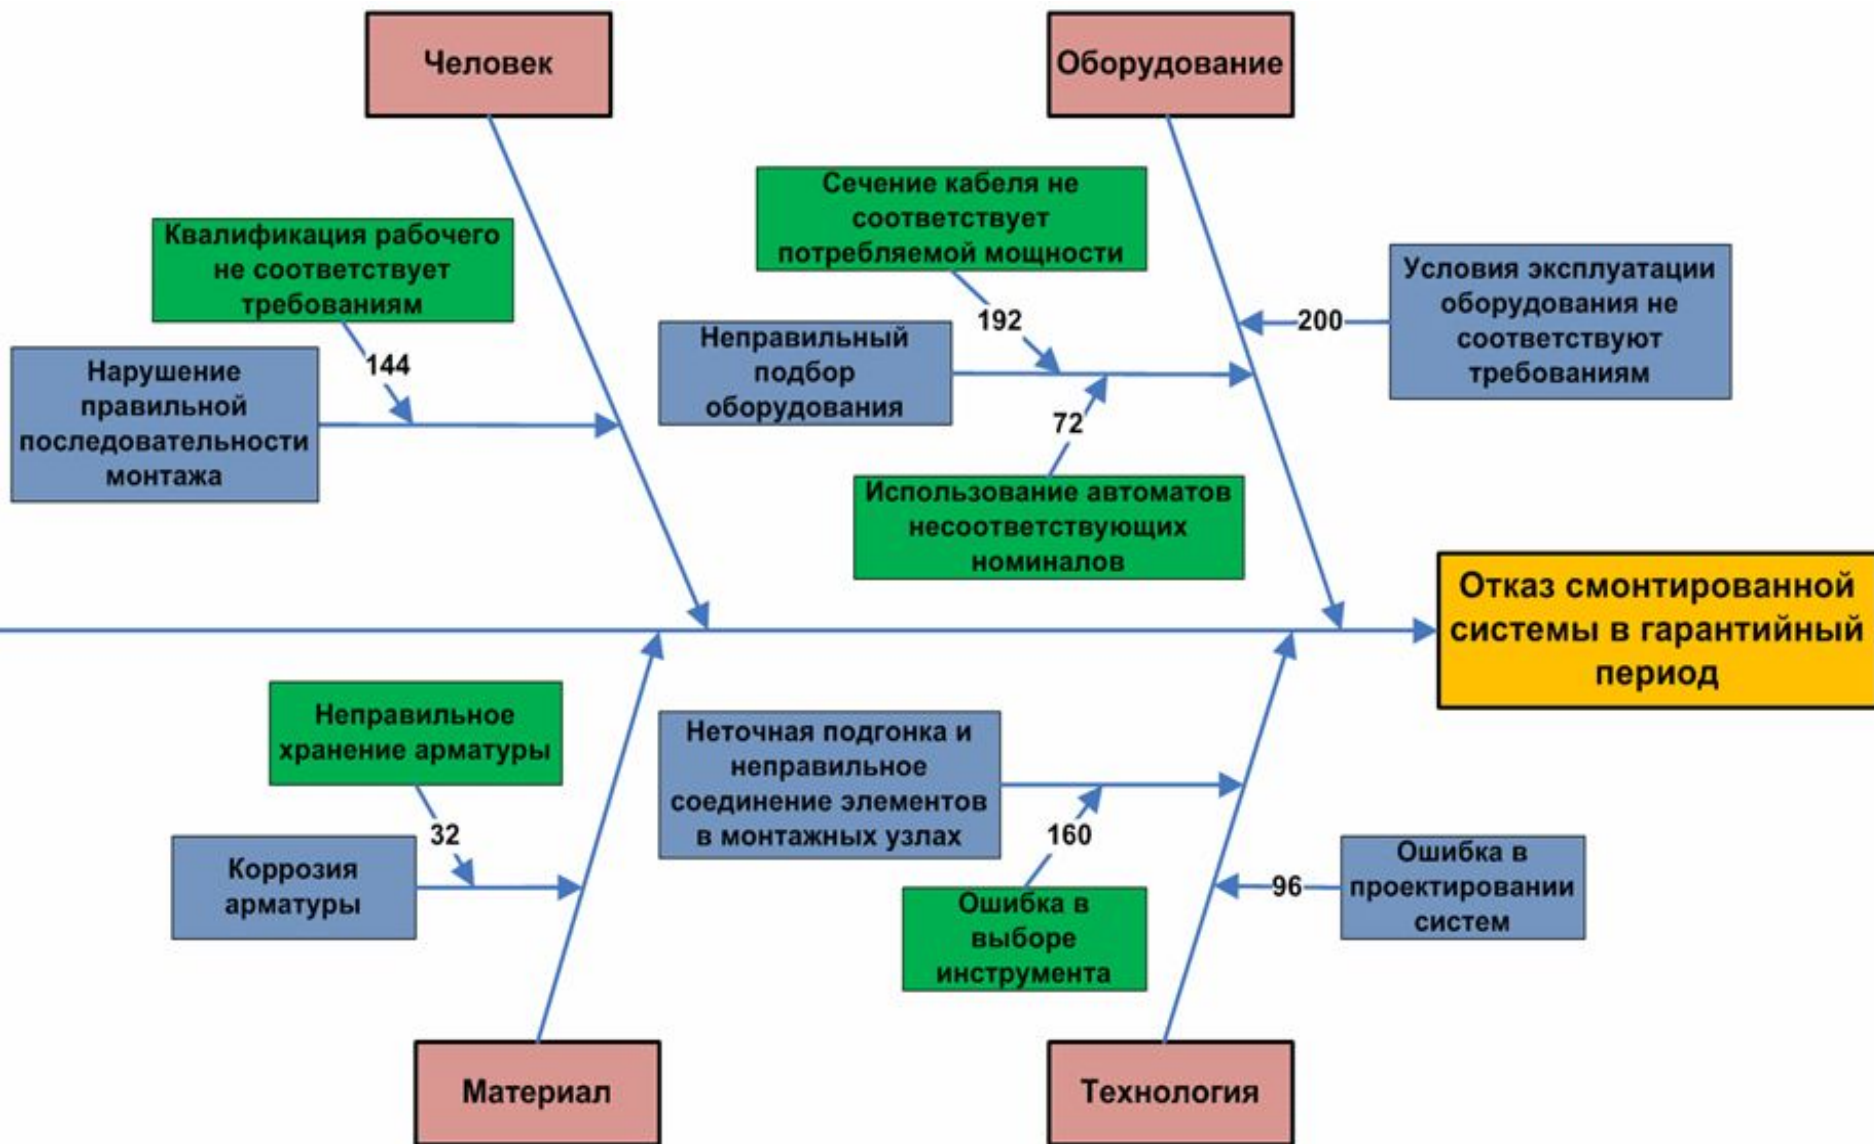 Человек
Оборудование
Квалификация рабочего
не соответствует
требованиям
144
Нарушение
правильной
последовательности
монтажа
Сечение кабеля не
соответствует
потребляемой мощности
192
Неправильный
подбор
оборудования
72
Использование автоматов
несоответствующих
номиналов
200
Условия эксплуатации
оборудования не
соответствуют
требованиям
Отказ смонтированной
системы в гарантийный
период
Неправильное
хранение арматуры
32
Коррозия
арматуры
Неточная подгонка и
неправильное
соединение элементов
в монтажных узлах
160
Ошибка в
выборе
инструмента
96
Ошибка в
проектировании
систем
Материал
Технология